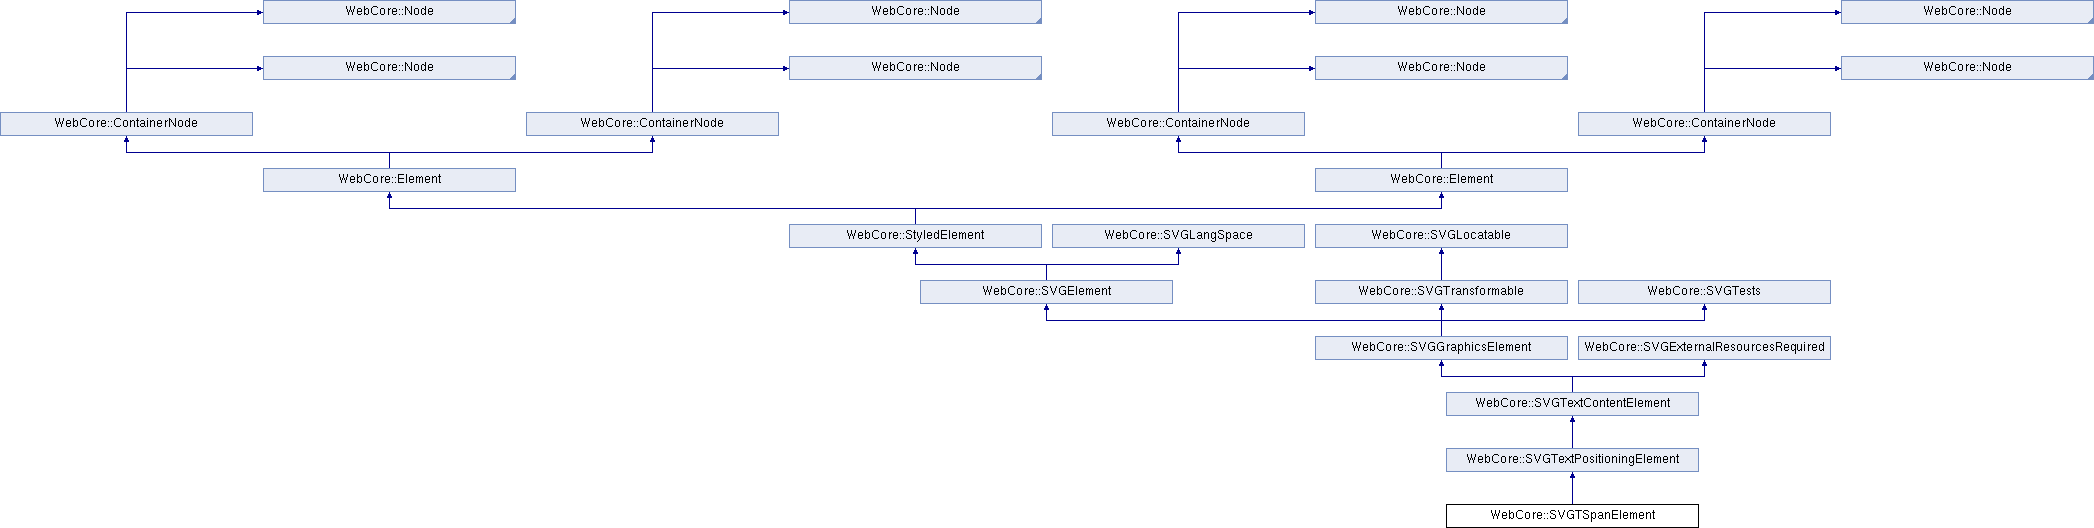 WebCore::Node WebCore::Node WebCore::Node WebCore::Node
WebCore::Node WebCore::Node WebCore::Node WebCore::Node
WebCore::ContainerNode WebCore::ContainerNode WebCore::ContainerNode WebCore::ContainerNode
WebCore::Element WebCore::Element
WebCore::StyledElement WebCore::SVGLangSpace WebCore::SVGLocatable
WebCore::SVGElement WebCore::SVGTransformable WebCore::SVGTests
WebCore::SVGGraphicsElement WebCore::SVGExternalResourcesRequired
WebCore::SVGTextContentElement
WebCore::SVGTextPositioningElement
WebCore::SVGTSpanElement